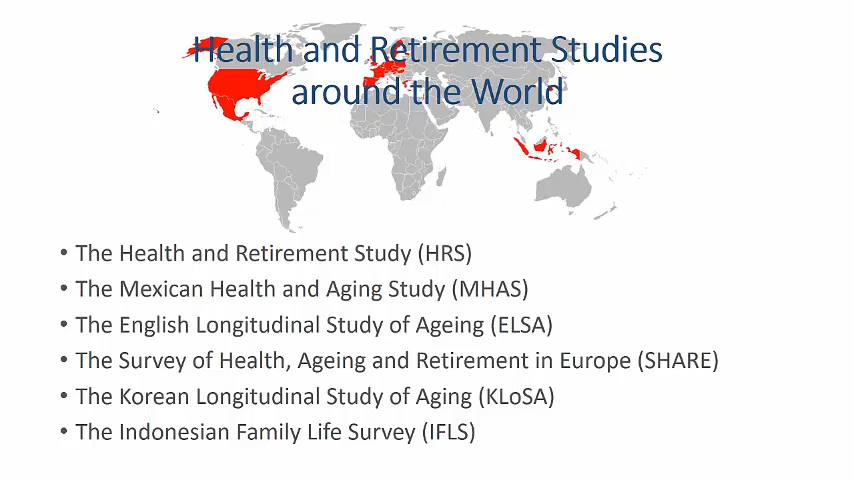 Health and Retirement Studies
around the World
• The Health and Retirement Study (HRS)
• The Mexican Health and Aging Study (MHAS)
• The English Longitudinal Study of Ageing (ELSA)
• The Survey of Health, Ageing and Retirement in Europe (SHARE)
• The Korean Longitudinal Study of Aging (KLoSA)
• The Indonesian Family Life Survey (IFLS)